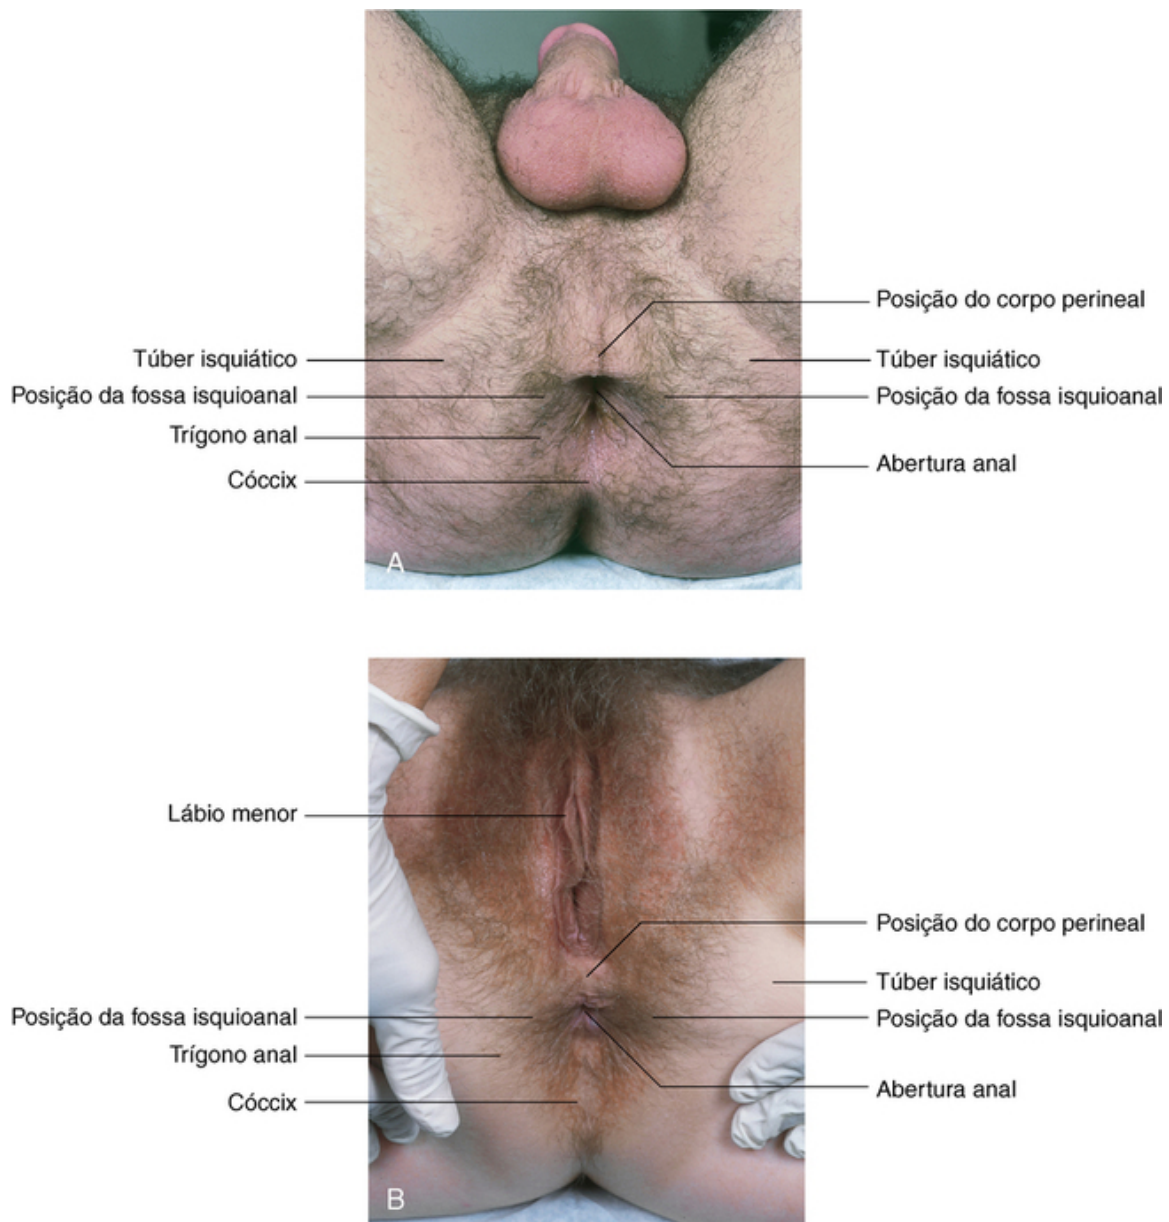 Posição do corpo perineal
Túber isquiático
Túber isquiático
Posição da fossa isquioanal
Posição da fossa isquioanal
Trígono anal
Abertura anal
Cóccix
A
Lábio menor
Posição do corpo perineal
Túber isquiático
Posição da fossa isquioanal
Posição da fossa isquioanal
Trígono anal
Abertura anal
Cóccix
B